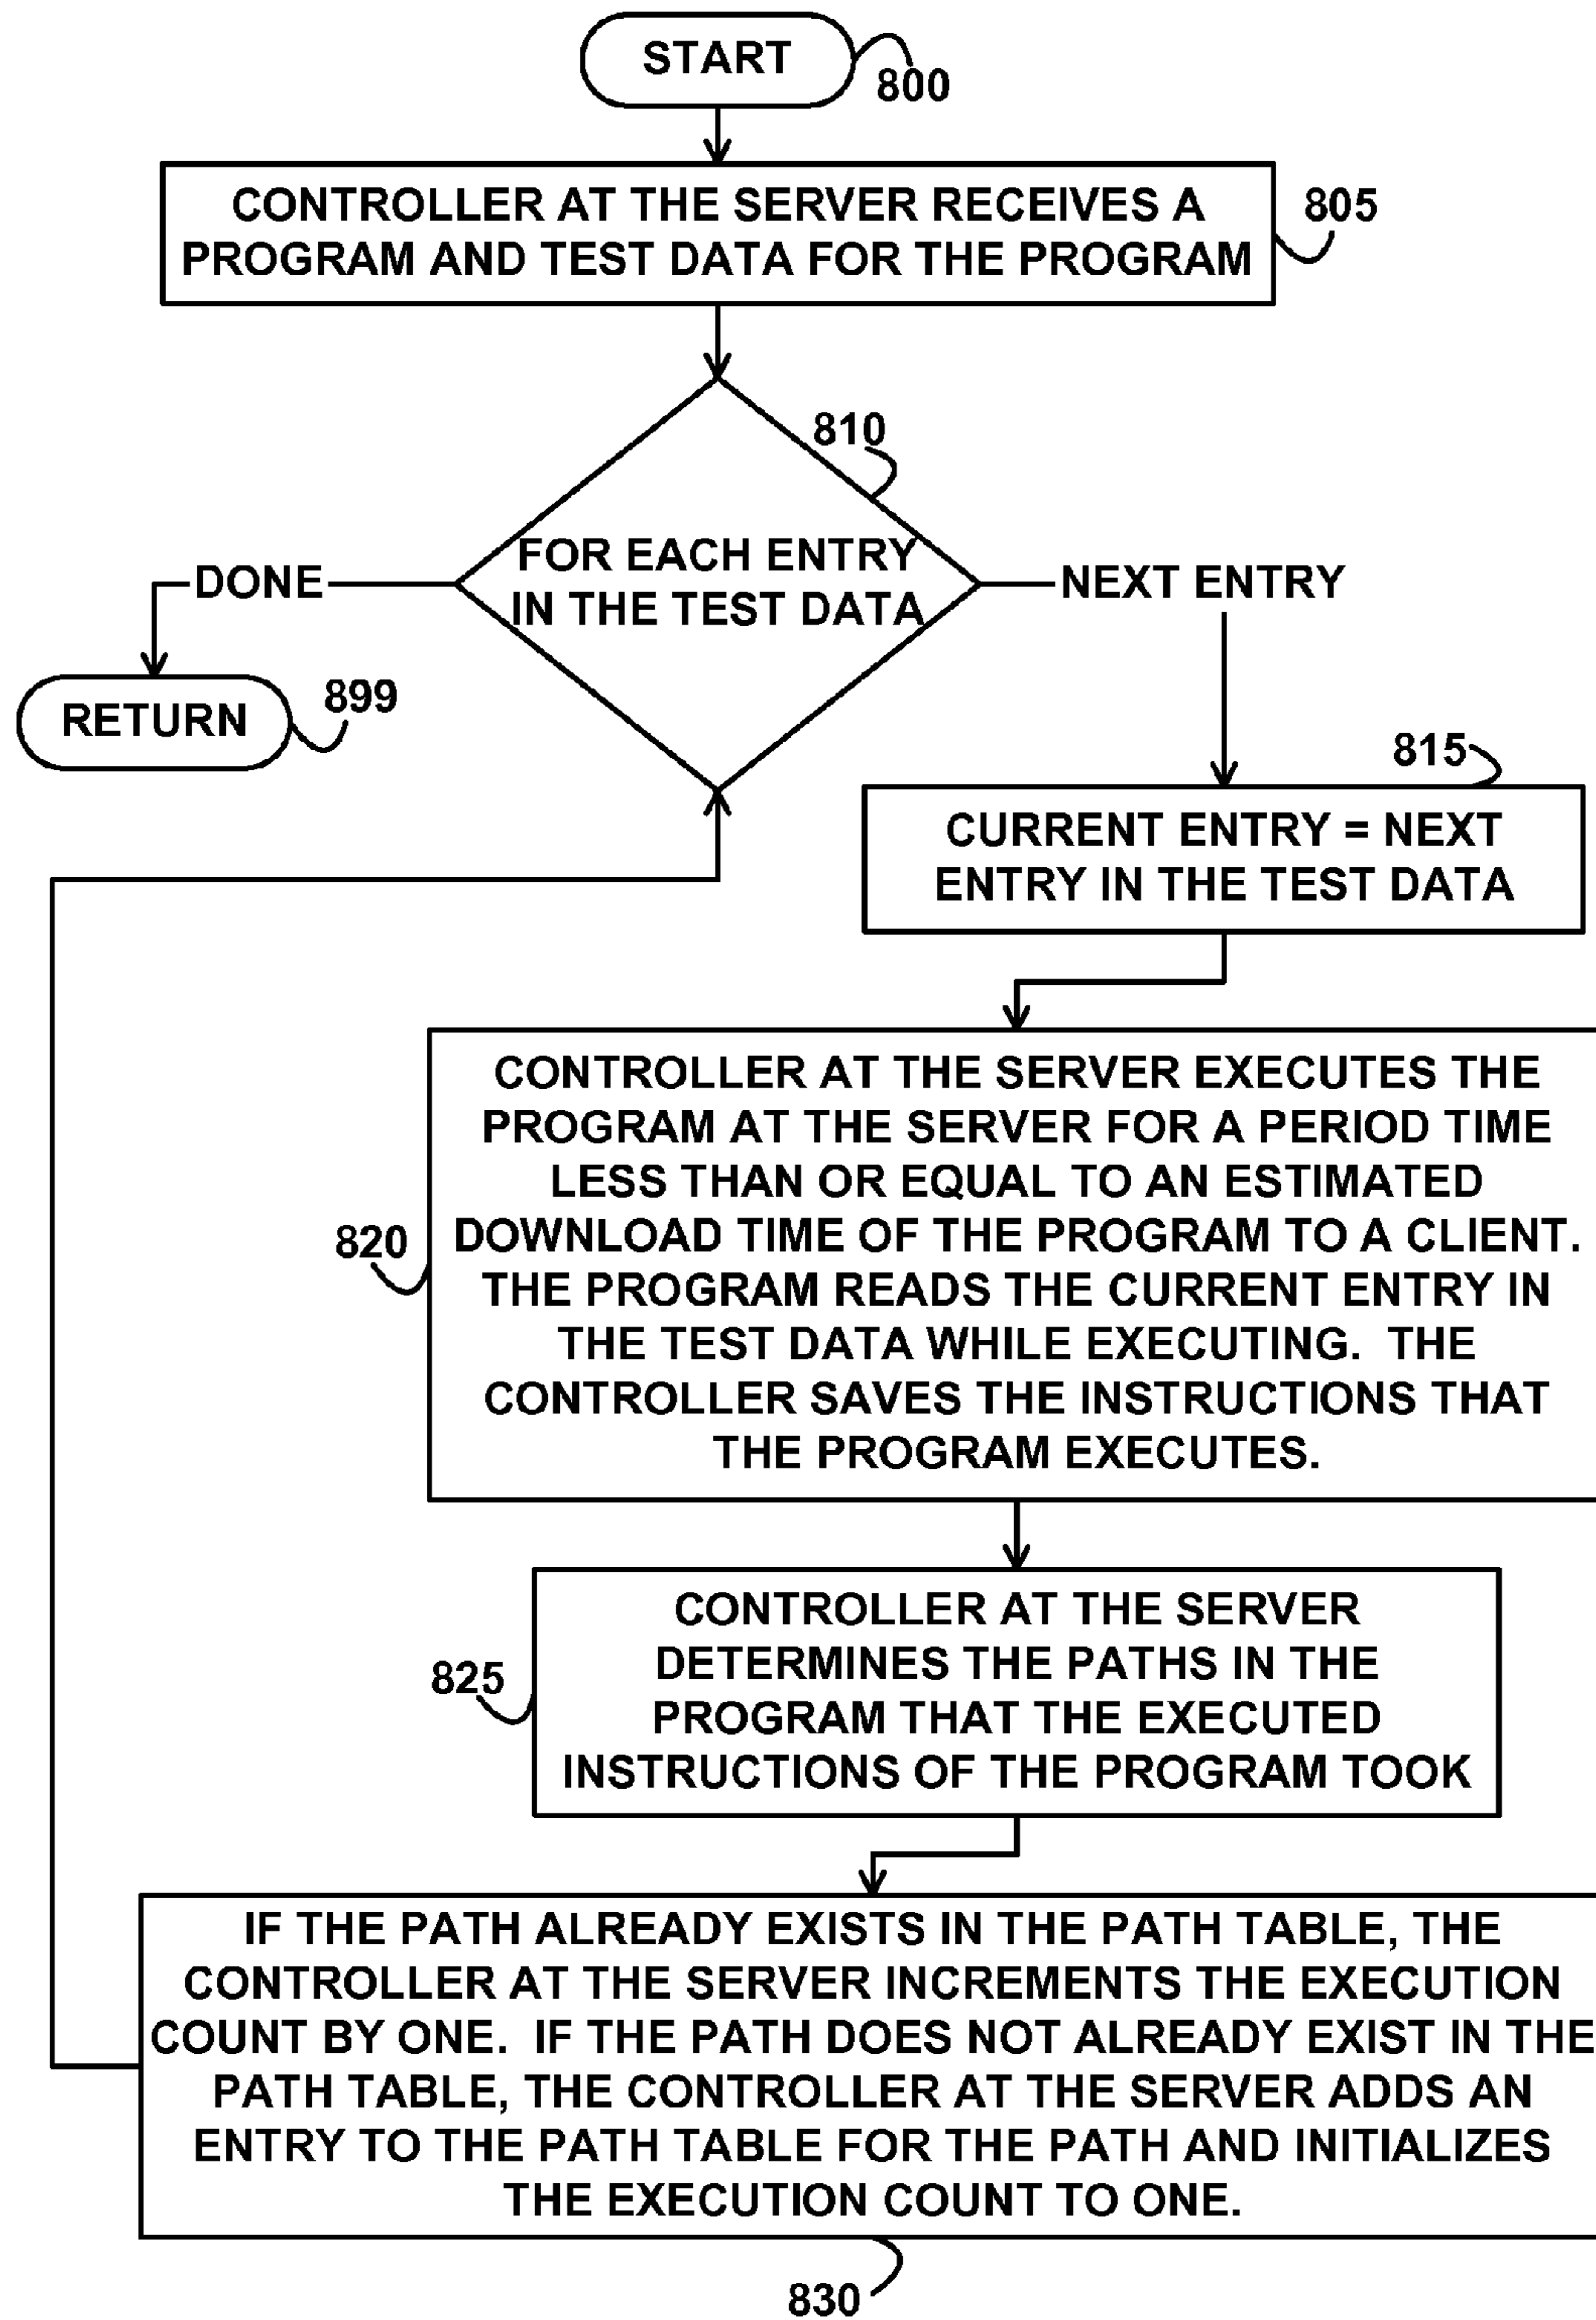 START
800
CONTROLLER AT THE SERVER RECEIVES A
PROGRAM AND TEST DATA FOR THE PROGRAM
805
810
FOR EACH ENTRY
IN THE TEST DATA
DONE
NEXT ENTRY
RETURN
899
815
CURRENT ENTRY = NEXT
ENTRY IN THE TEST DATA
CONTROLLER AT THE SERVER EXECUTES THE
PROGRAM AT THE SERVER FOR A PERIOD TIME
LESS THAN OR EQUAL TO AN ESTIMATED
DOWNLOAD TIME OF THE PROGRAM TO A CLIENT.
THE PROGRAM READS THE CURRENT ENTRY IN
THE TEST DATA WHILE EXECUTING. THE
CONTROLLER SAVES THE INSTRUCTIONS THAT
THE PROGRAM EXECUTES.
820
CONTROLLER AT THE SERVER
DETERMINES THE PATHS IN THE
PROGRAM THAT THE EXECUTED
INSTRUCTIONS OF THE PROGRAM TOOK
825
IF THE PATH ALREADY EXISTS IN THE PATH TABLE, THE
CONTROLLER AT THE SERVER INCREMENTS THE EXECUTION
COUNT BY ONE. IF THE PATH DOES NOT ALREADY EXIST IN THE
PATH TABLE, THE CONTROLLER AT THE SERVER ADDS AN
ENTRY TO THE PATH TABLE FOR THE PATH AND INITIALIZES
THE EXECUTION COUNT TO ONE.
830